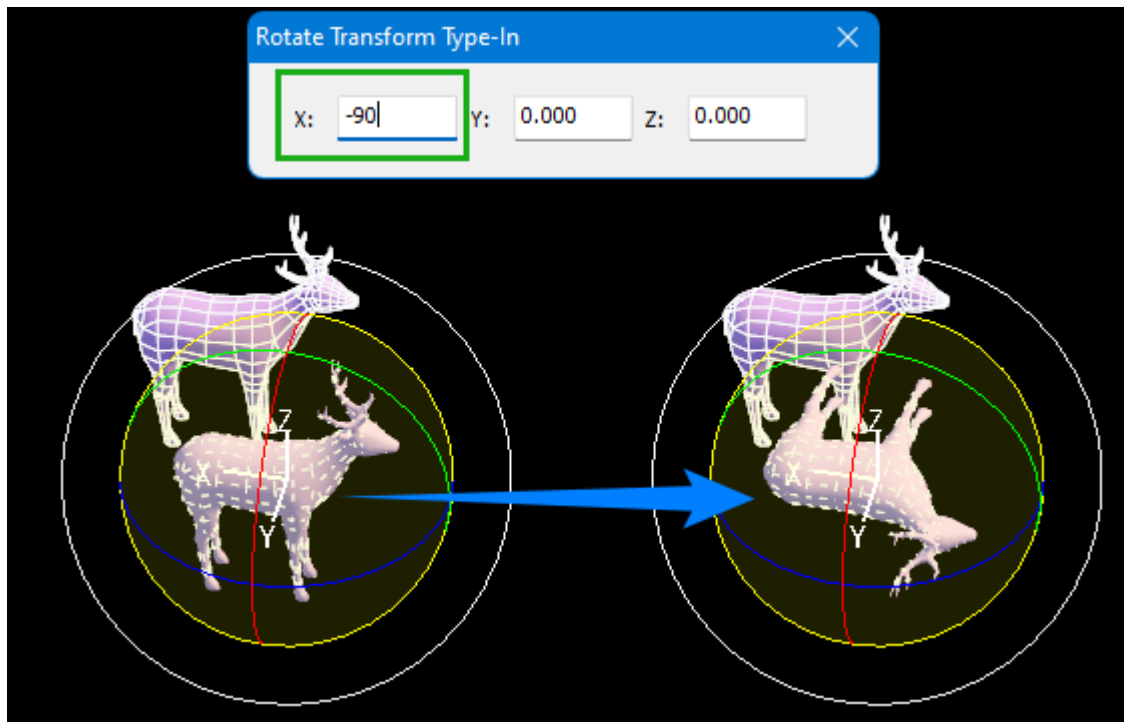 Rotate Transform Type-In
X: -90 Y: 0.000 Z: 0.000
Z Z
X X
Y Y